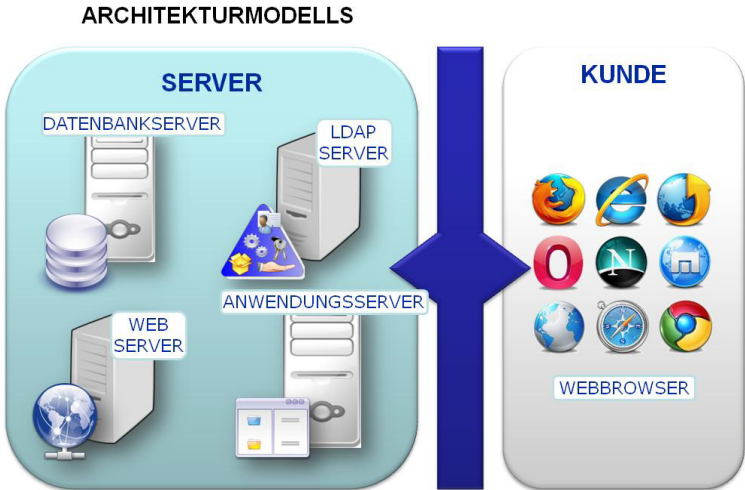 ARCHITEKTURMODELLS
SERVER
KUNDE
DATENBANKSERVER
LDAP
SERVER
ANWENDUNGSSERVER
WEB
SERVER
O
N
WEBBROWSER